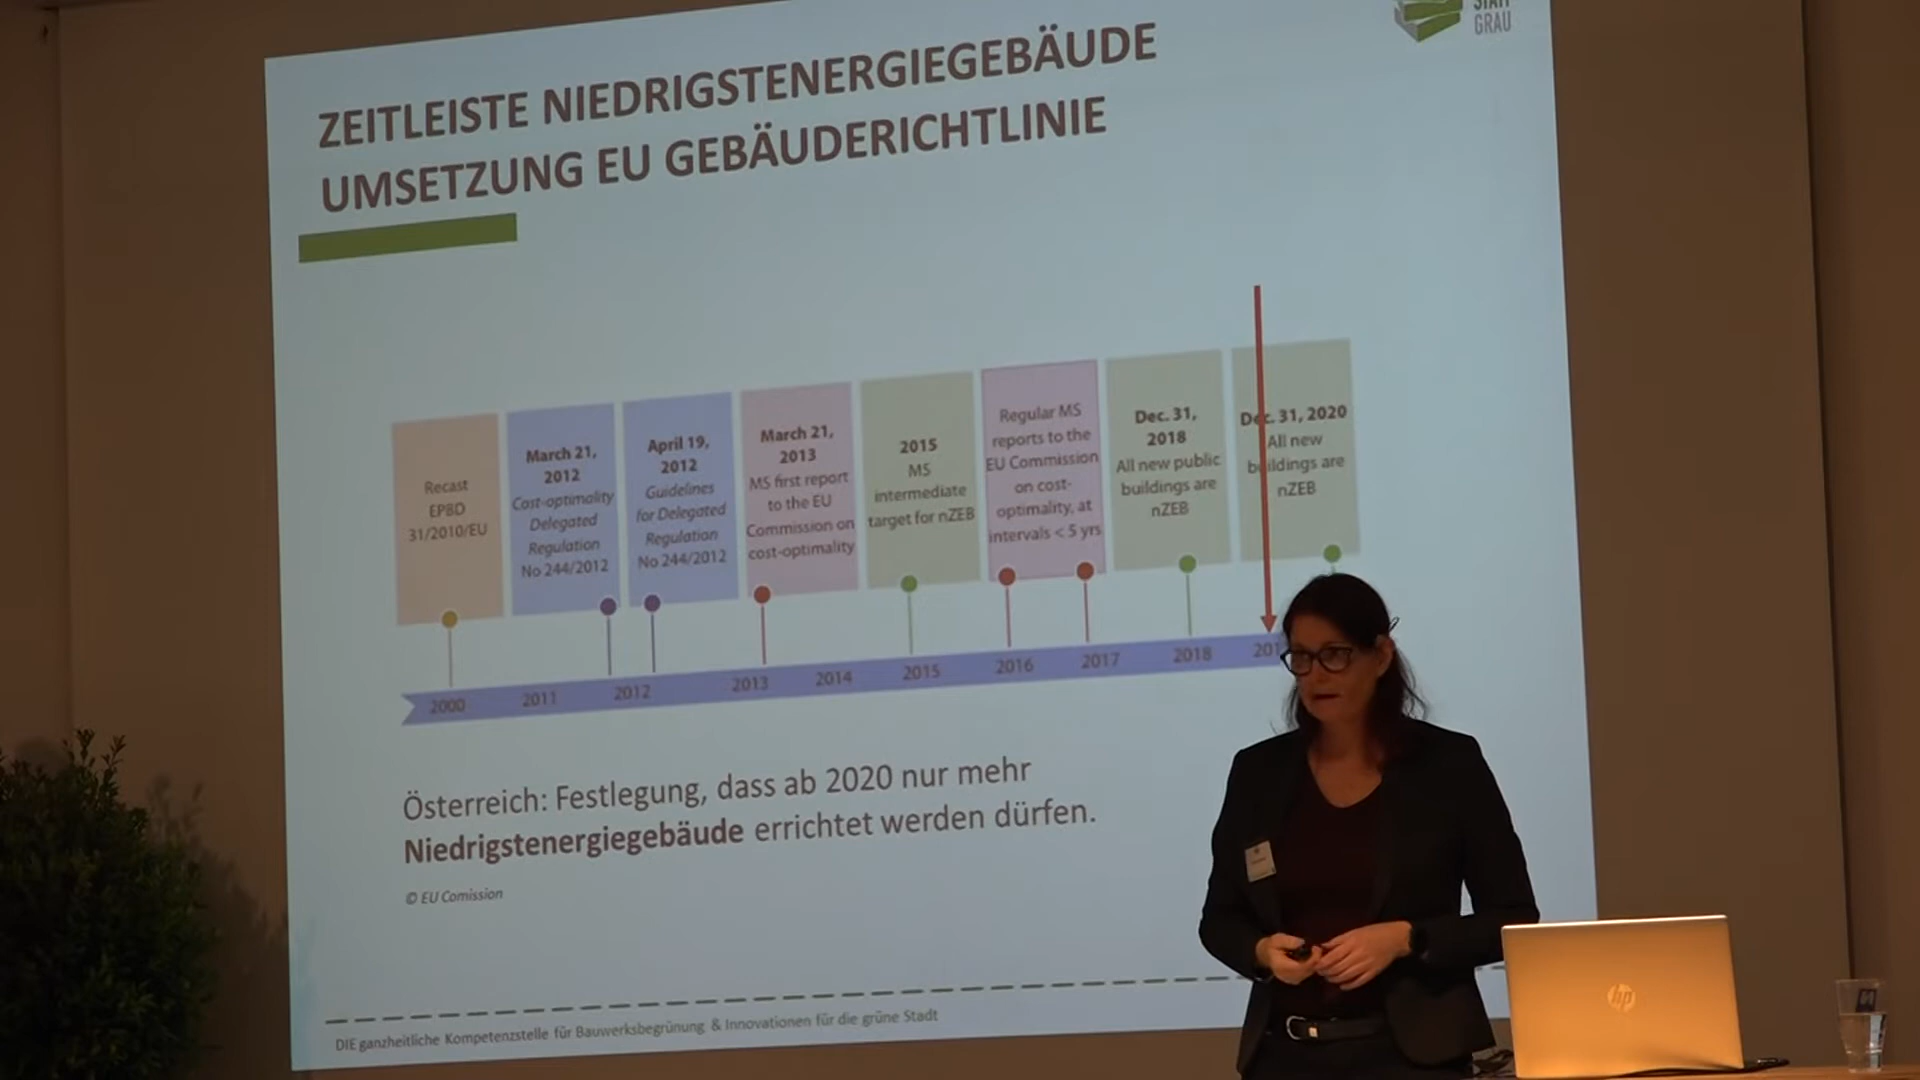 STATT
GRAU
ZEITLEISTE NIEDRIGSTENERGIEGEBÄUDE
UMSETZUNG EU GEBÄUDERICHTLINIE
Recast
EPBD
31/2010/EU
March 21,
2012
Cost-optimality
Delegated
Regulation
No 244/2012
April 19,
2012
Guidelines
for Delegated
Regulation
No 244/2012
March 21,
2013
MS first report
to the EU
Commission on
cost-optimality
2015
MS
intermediate
target for nZEB
Regular MS
reports to the
EU Commission
on cost-
optimality, at
intervals < 5 yrs
Dec. 31,
2018
All new public
buildings are
nZEB
Dec. 31, 2020
All new
buildings are
nZEB
2000 2011 2012 2013 2014 2015 2016 2017 2018 201
Österreich: Festlegung, dass ab 2020 nur mehr
Niedrigstenergiegebäude errichtet werden dürfen.
© EU Comission
DIE ganzheitliche Kompetenzstelle für Bauwerksbegrünung & Innovationen für die grüne Stadt
hp